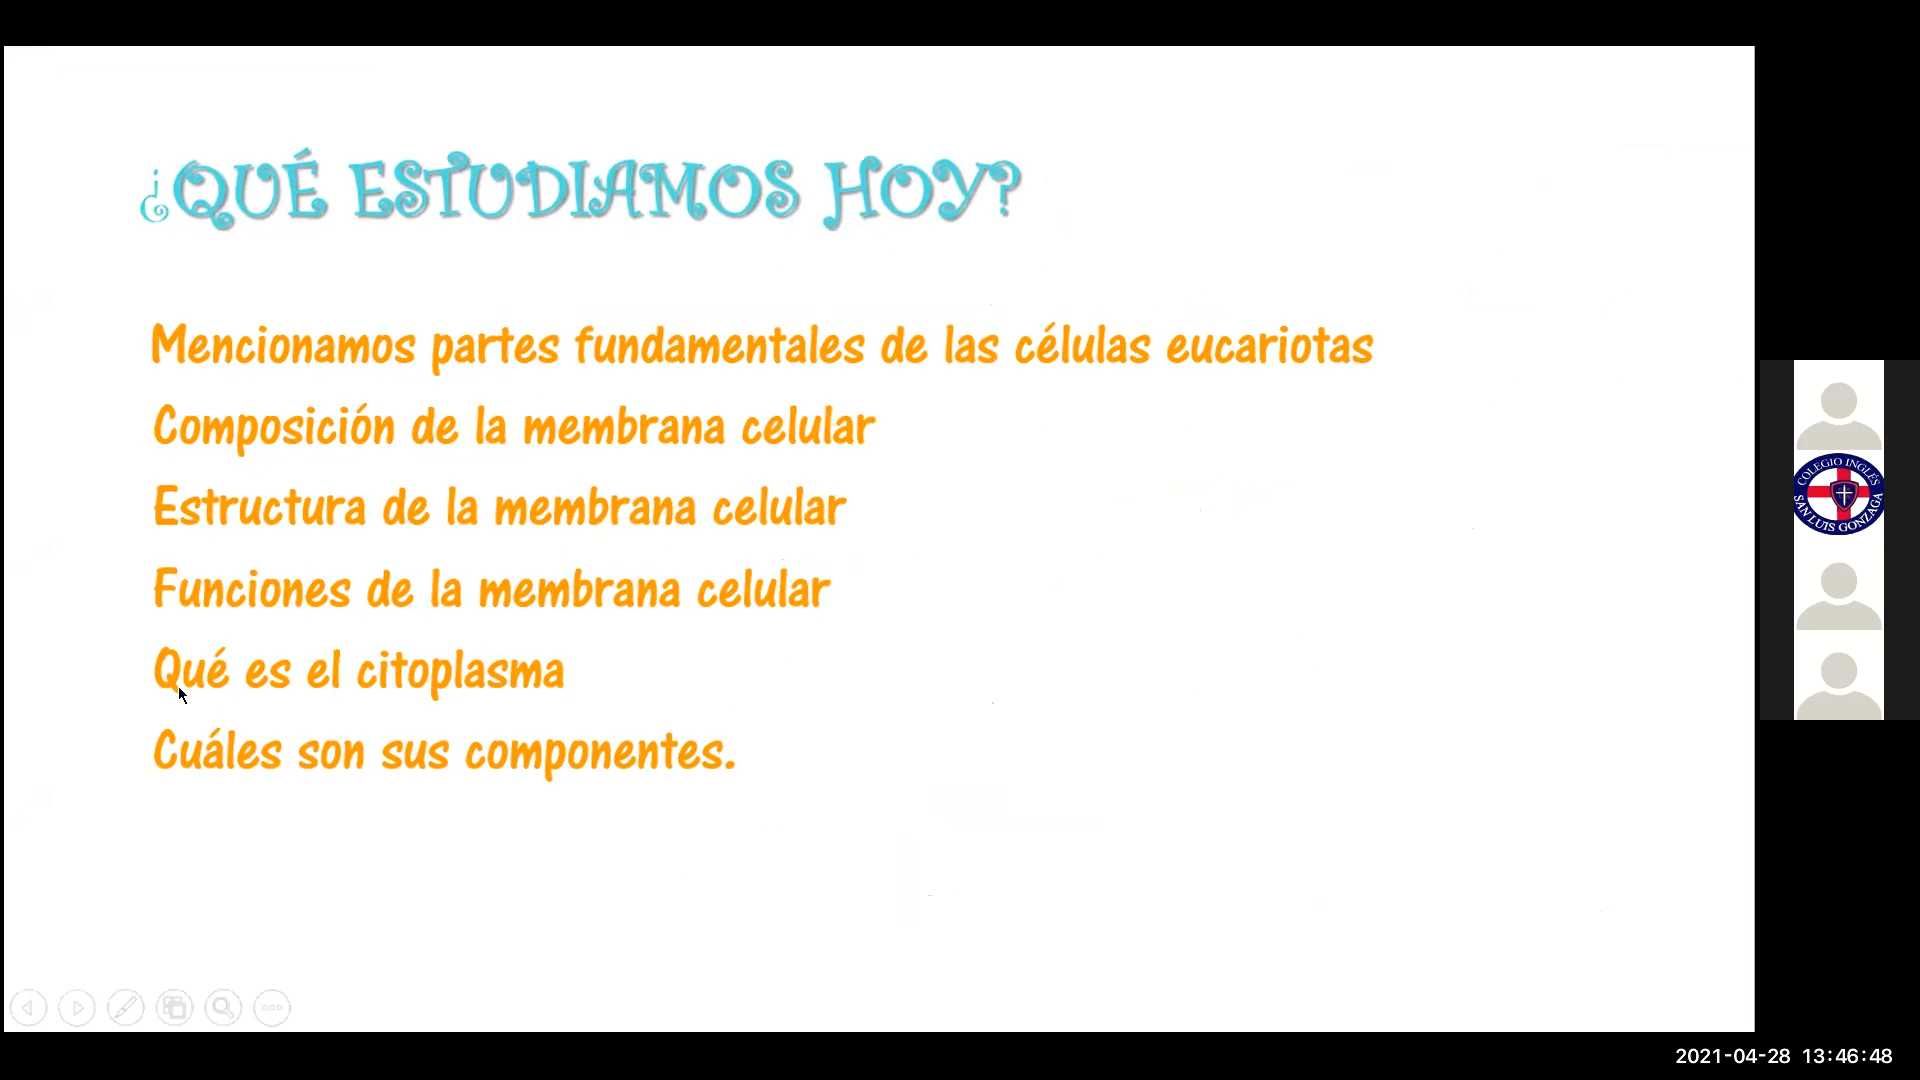 ¿QUÉ ESTUDIAMOS HOY?
Mencionamos partes fundamentales de las células eucariotas
Composición de la membrana celular
Estructura de la membrana celular
Funciones de la membrana celular
Qué es el citoplasma
Cuáles son sus componentes.
COLEGIO INGLÉS
SAN LUIS GONZAGA
2021-04-28 13:46:48